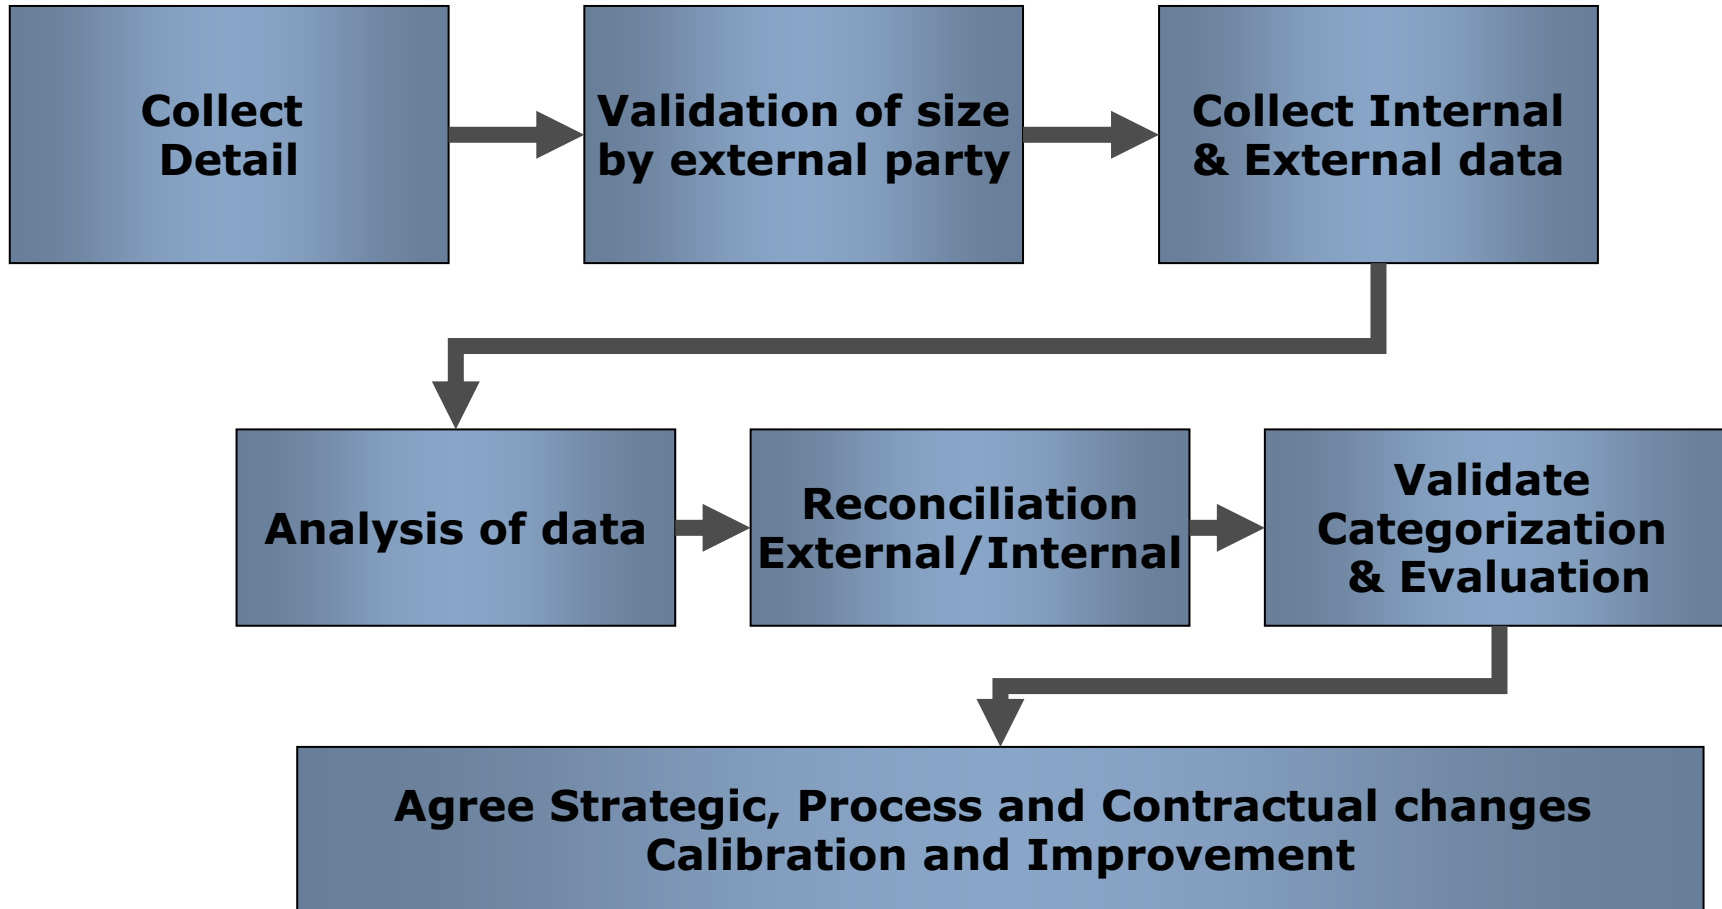 Collect
Detail
Validation of size
by external party
Collect Internal
& External data
Analysis of data
Reconciliation
External/Internal
Validate
Categorization
& Evaluation
Agree Strategic, Process and Contractual changes
Calibration and Improvement